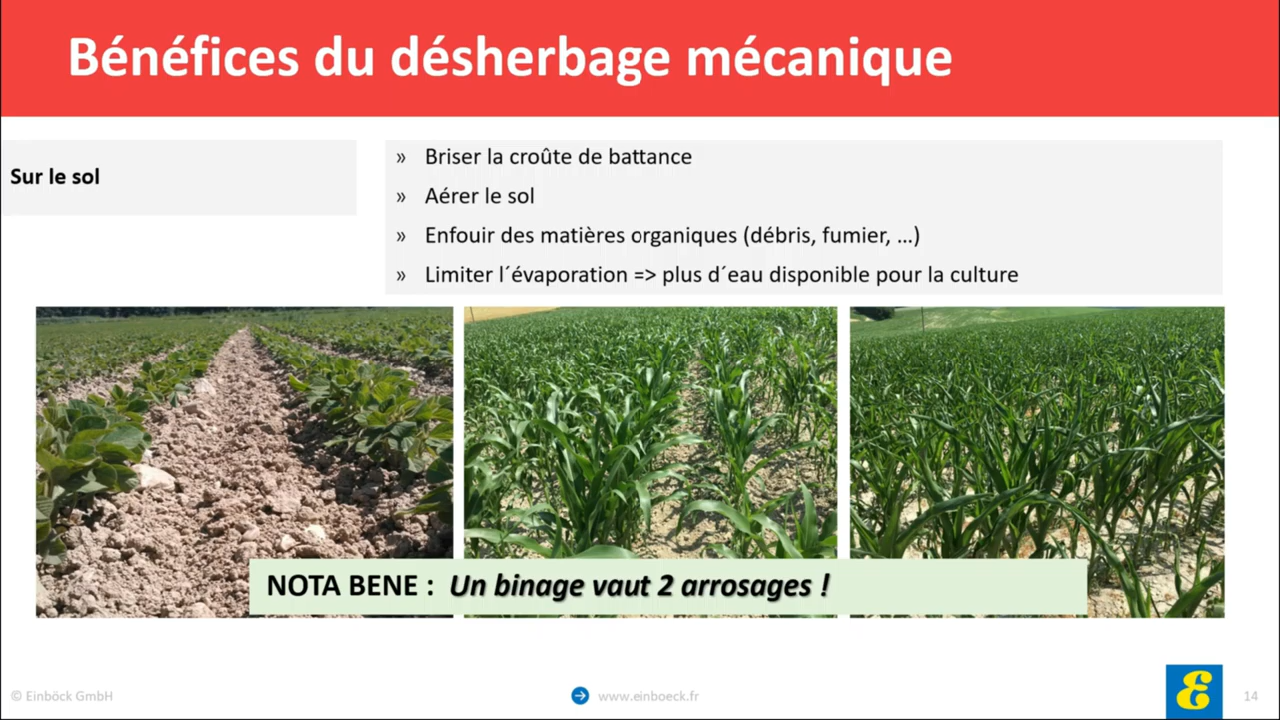 Bénéfices du désherbage mécanique
Sur le sol
» Briser la croûte de battance
» Aérer le sol
» Enfouir des matières organiques (débris, fumier, ...)
» Limiter l´évaporation => plus d´eau disponible pour la culture
NOTA BENE : Un binage vaut 2 arrosages !
© Einböck GmbH
www.einboeck.fr
E
14